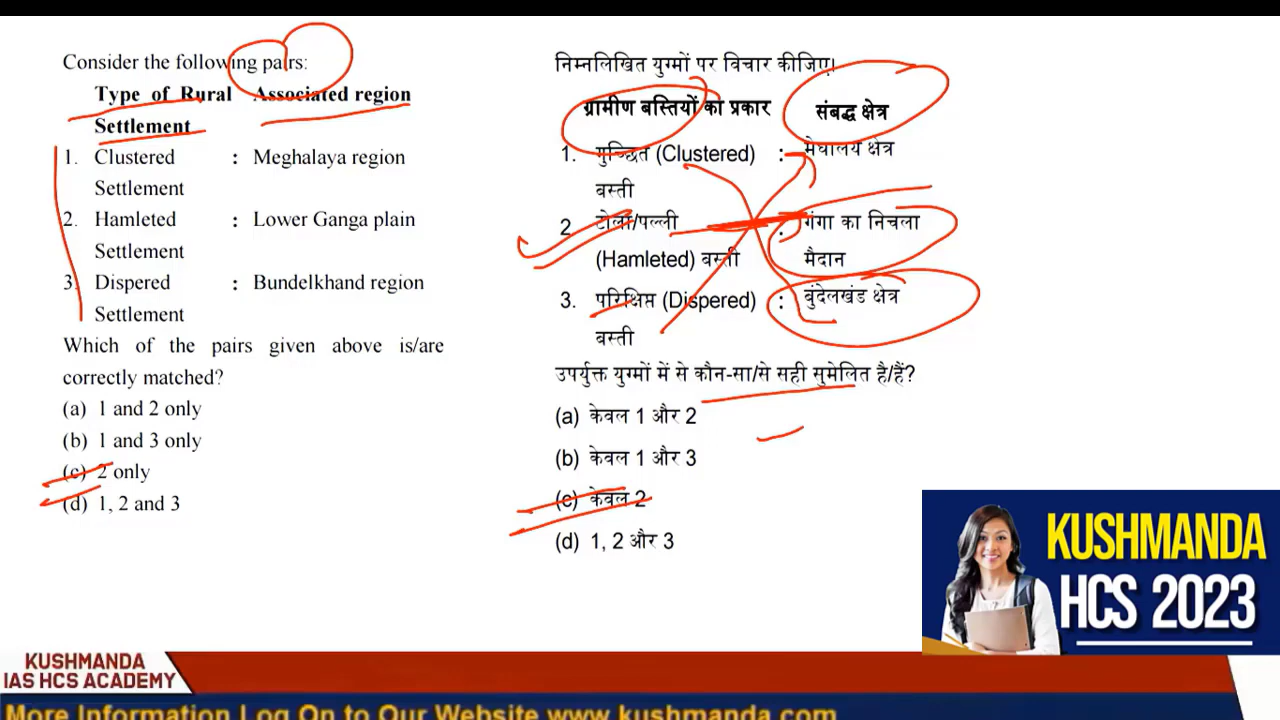 Consider the following pairs:
Type of Rural Associated region
Settlement
1. Clustered : Meghalaya region
Settlement
2. Hamleted : Lower Ganga plain
Settlement
3. Dispered : Bundelkhand region
Settlement
Which of the pairs given above is/are
correctly matched?
(a) 1 and 2 only
(b) 1 and 3 only
(c) 2 only
(d) 1, 2 and 3
निम्नलिखित युग्मों पर विचार कीजिए।
ग्रामीण बस्तियों का प्रकार संबद्ध क्षेत्र
1. गुच्छित (Clustered) : मेघालय क्षेत्र
बस्ती
2 टोली/पल्ली : गंगा का निचला
(Hamleted) बस्ती मैदान
3. परिक्षिप्त (Dispered) : बुंदेलखंड क्षेत्र
बस्ती
उपर्युक्त युग्मों में से कौन-सा/से सही सुमेलित है/हैं?
(a) केवल 1 और 2
(b) केवल 1 और 3
(c) केवल 2
(d) 1, 2 और 3
KUSHMANDA
HCS 2023
KUSHMANDA
IAS HCS ACADEMY
More Information Log On to Our Website www.kushmanda.com